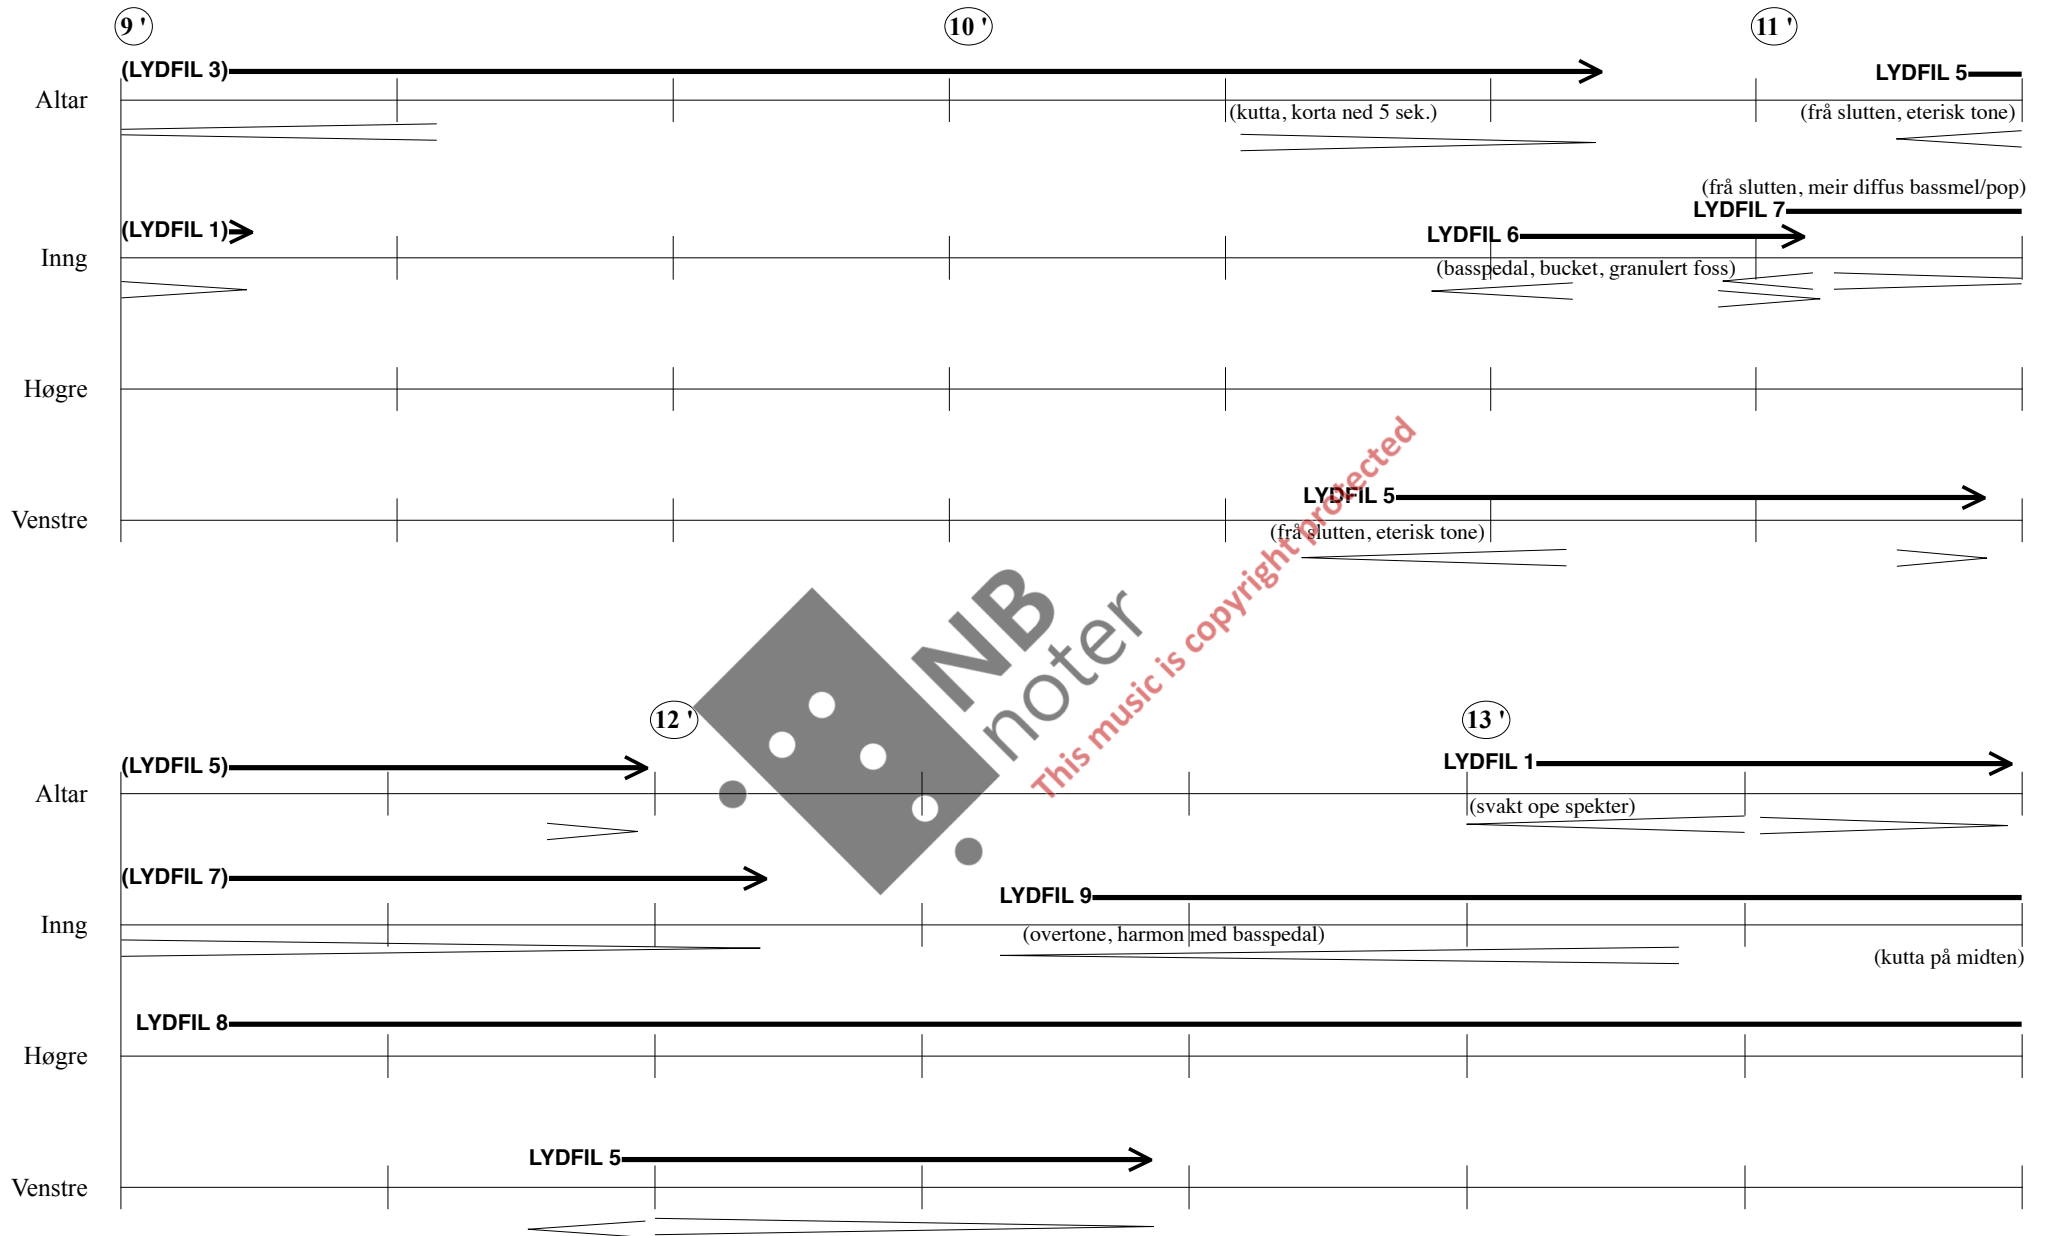 9 '
10 '
11 '
(LYDFIL 3)
LYDFIL 5
Altar
(kutta, korta ned 5 sek.)
(frå slutten, eterisk tone)
(frå slutten, meir diffus bassmel/pop)
LYDFIL 7
(LYDFIL 1)
LYDFIL 6
Inng
(basspedal, bucket, granulert foss)
Høgre
LYDFIL 5
Venstre
(frå slutten, eterisk tone)
NB
noter
This music is copyright protected
12 '
13 '
(LYDFIL 5)
LYDFIL 1
Altar
(svakt ope spekter)
(LYDFIL 7)
LYDFIL 9
Inng
(overtone, harmon med basspedal)
(kutta på midten)
LYDFIL 8
Høgre
LYDFIL 5
Venstre